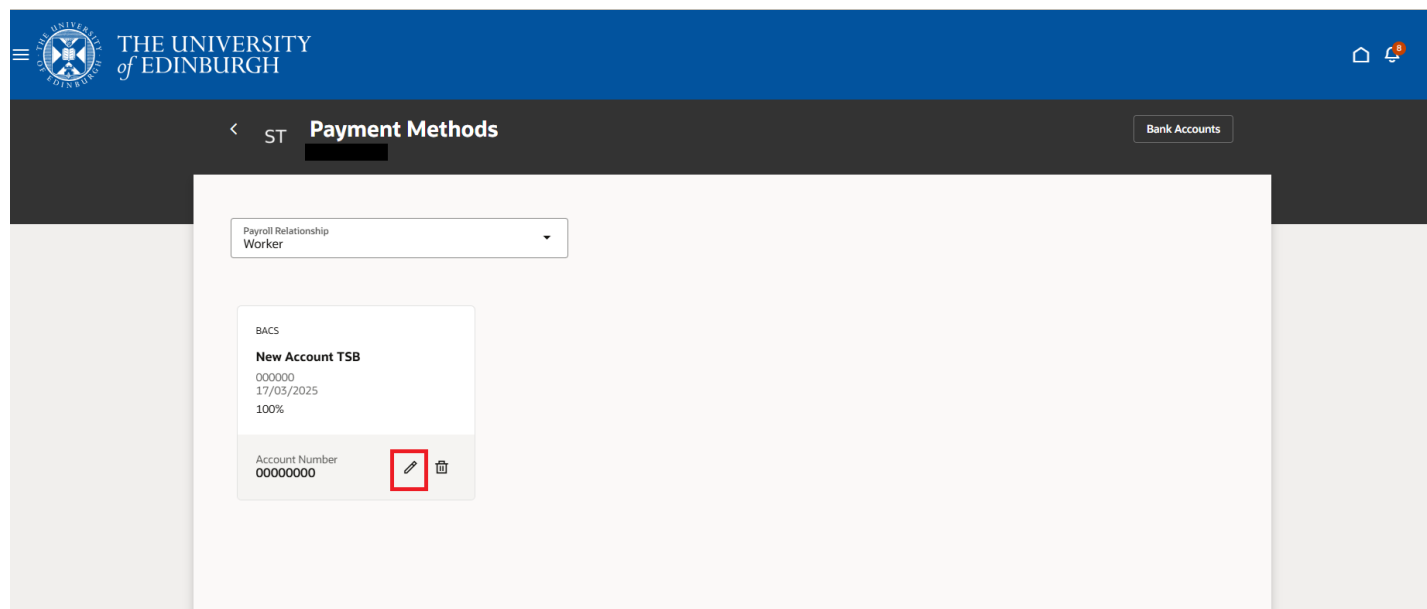 THE UNIVERSITY
of EDINBURGH
8
ST
Payment Methods
Bank Accounts
Payroll Relationship
Worker
BACS
New Account TSB
000000
17/03/2025
100%
Account Number
00000000